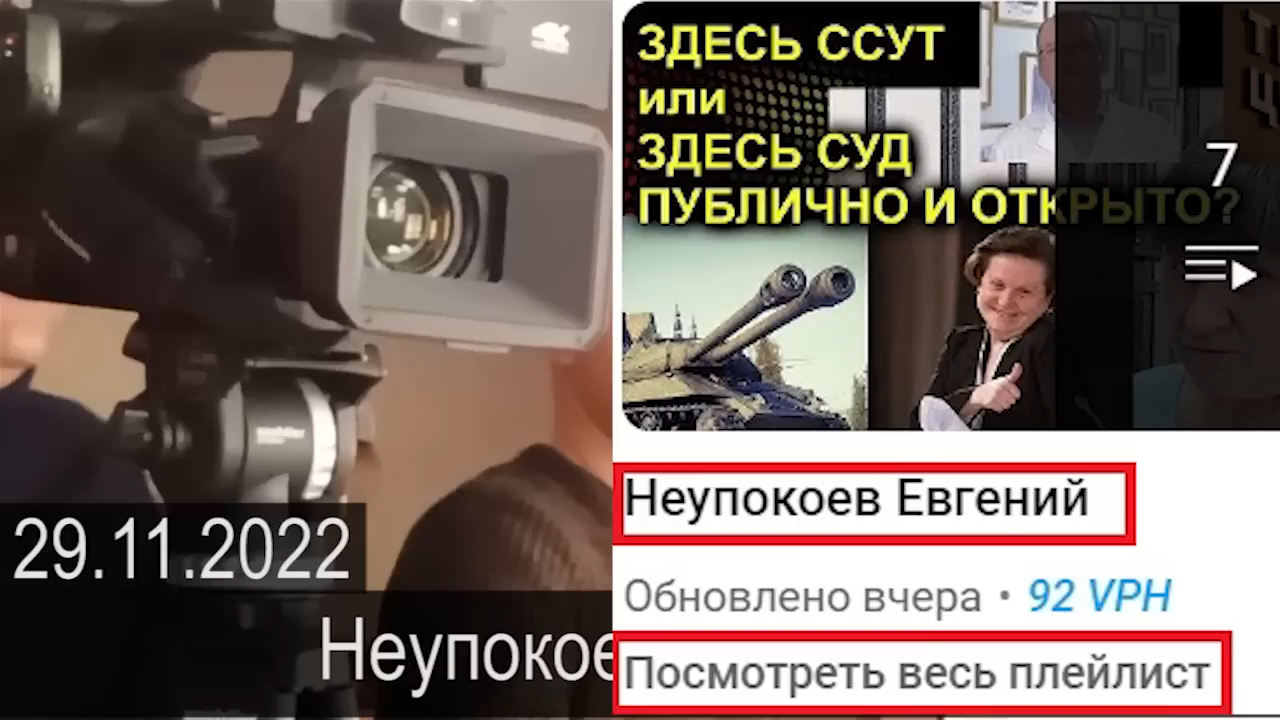 29.11.2022
Неупокое
ЗДЕСЬ ССУТ
или
ЗДЕСЬ СУД
ПУБЛИЧНО И ОТКРЫТО?
7
Неупокоев Евгений
Обновлено вчера • 92 VPH
Посмотреть весь плейлист